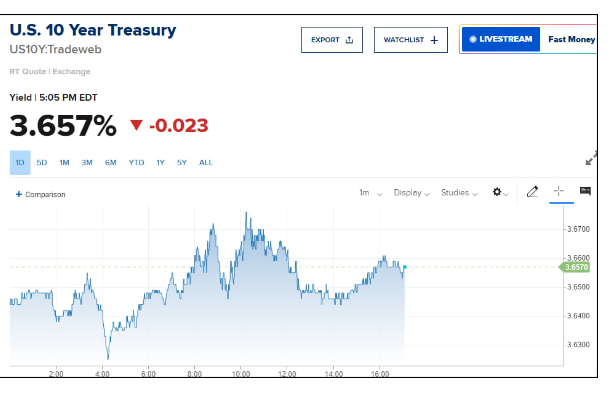 U.S. 10 Year Treasury
US10Y:Tradeweb
EXPORT
WATCHLIST +
LIVESTREAM
Fast Money
RT Quote | Exchange
Yield | 5:05 PM EDT
3.657% ▼ -0.023
1D 5D 1M 3M 6M YTD 1Y 5Y ALL
+ Comparison
1m Display Studies
3.6700
3.6600
3.6570
3.6500
3.6400
3.6300
2:00 4:00 6:00 8:00 10:00 12:00 14:00 16:00